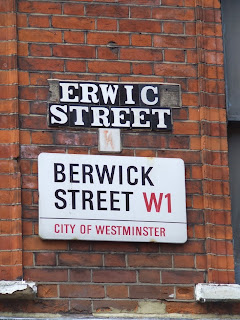 ERWIC
STREET
BERWICK
STREET W1
CITY OF WESTMINSTER